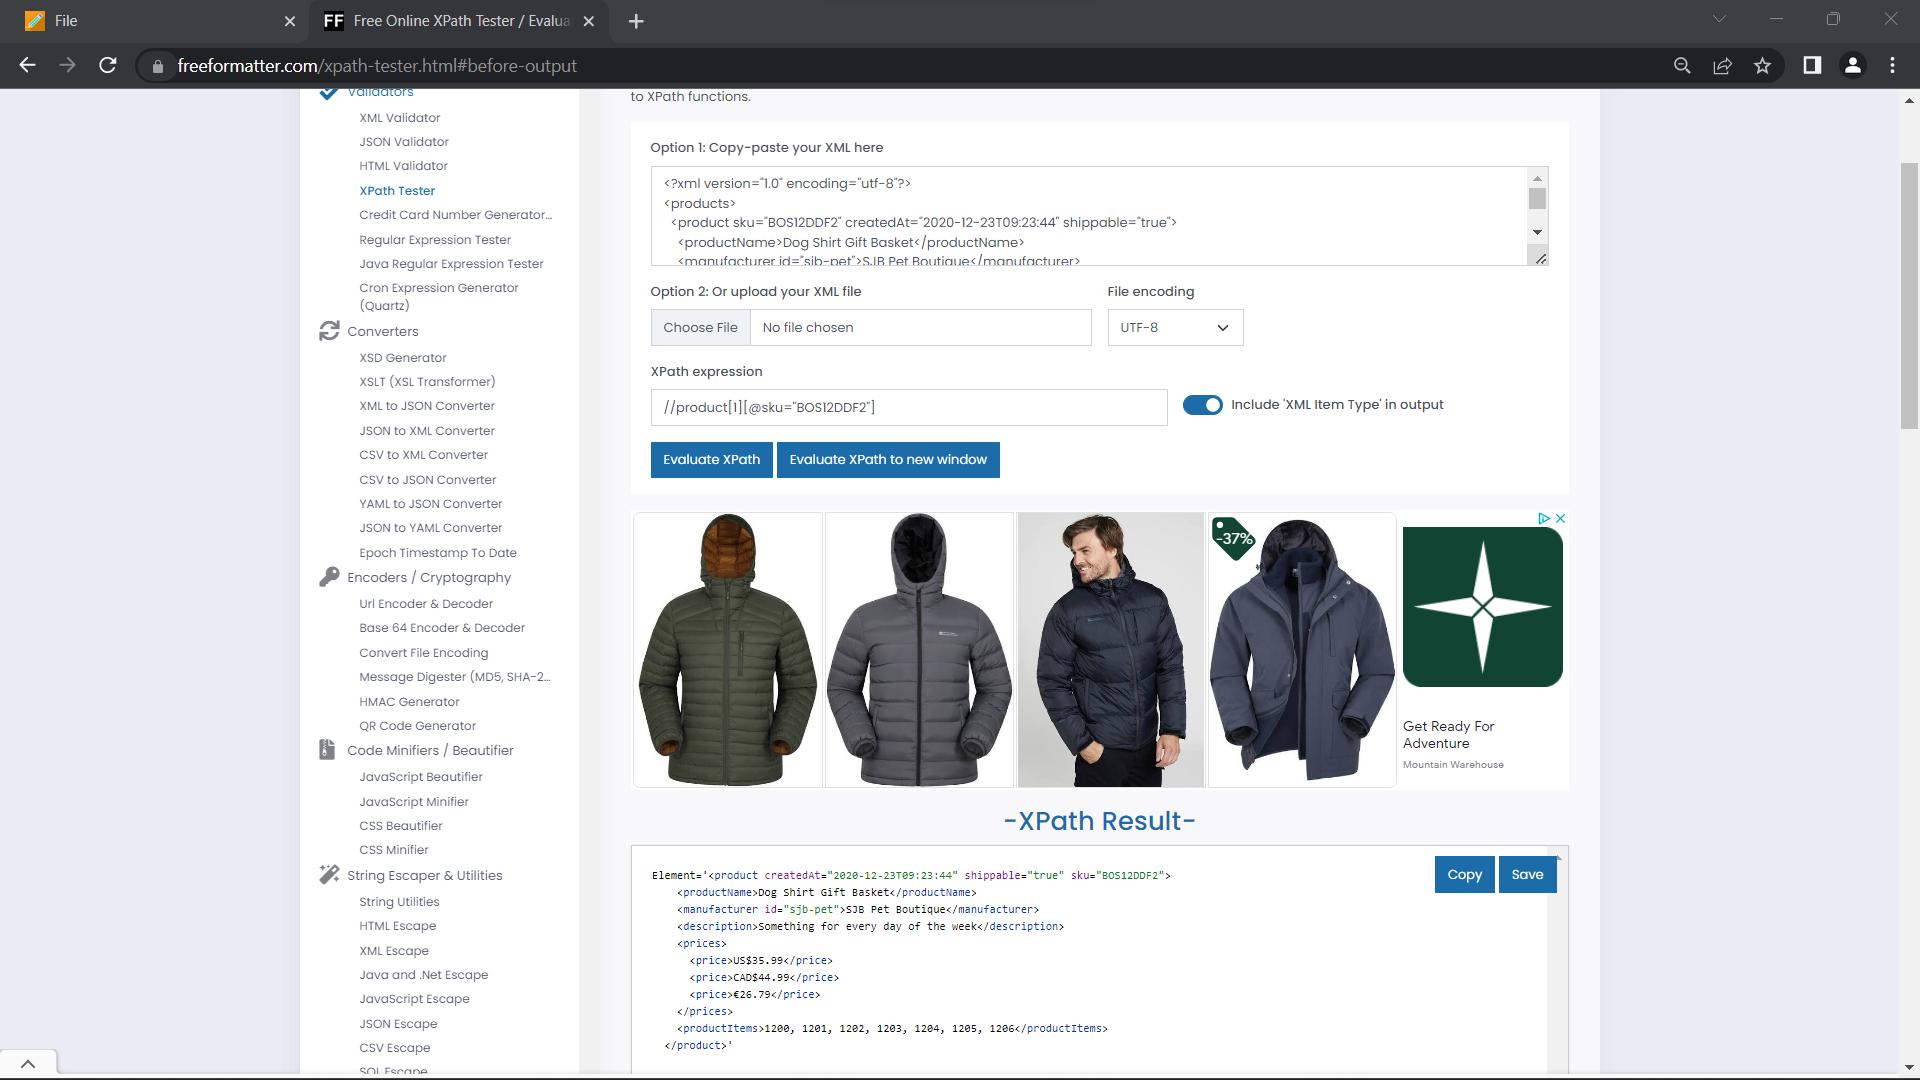 File
FF Free Online XPath Tester / Evalua
freeformatter.com/xpath-tester.html#before-output
Validators
XML Validator
JSON Validator
HTML Validator
XPath Tester
Credit Card Number Generator...
Regular Expression Tester
Java Regular Expression Tester
Cron Expression Generator
(Quartz)
Converters
XSD Generator
XSLT (XSL Transformer)
XML to JSON Converter
JSON to XML Converter
CSV to XML Converter
CSV to JSON Converter
YAML to JSON Converter
JSON to YAML Converter
Epoch Timestamp To Date
Encoders / Cryptography
Url Encoder & Decoder
Base 64 Encoder & Decoder
Convert File Encoding
Message Digester (MD5, SHA-2...
HMAC Generator
QR Code Generator
Code Minifiers / Beautifier
JavaScript Beautifier
JavaScript Minifier
CSS Beautifier
CSS Minifier
String Escaper & Utilities
String Utilities
HTML Escape
XML Escape
Java and .Net Escape
JavaScript Escape
JSON Escape
CSV Escape
SQL Escape
to XPath functions.
Option 1: Copy-paste your XML here
<?xml version="1.0" encoding="utf-8"?>
<products>
<product sku="BOS12DDF2" createdAt="2020-12-23T09:23:44" shippable="true">
<productName>Dog Shirt Gift Basket</productName>
<manufacturer id="sjb-pet">SJB Pet Boutique</manufacturer>
Option 2: Or upload your XML file
File encoding
Choose File No file chosen
UTF-8
XPath expression
//product[1][@sku="BOS12DDF2"]
Include 'XML Item Type' in output
Evaluate XPath
Evaluate XPath to new window
-37%
Get Ready For
Adventure
Mountain Warehouse
-XPath Result-
Copy
Save
Element='<product createdAt="2020-12-23T09:23:44" shippable="true" sku="BOS12DDF2">
<productName>Dog Shirt Gift Basket</productName>
<manufacturer id="sjb-pet">SJB Pet Boutique</manufacturer>
<description>Something for every day of the week</description>
<prices>
<price>US$35.99</price>
<price>CAD$44.99</price>
<price>€26.79</price>
</prices>
<productItems>1200, 1201, 1202, 1203, 1204, 1205, 1206</productItems>
</product>'